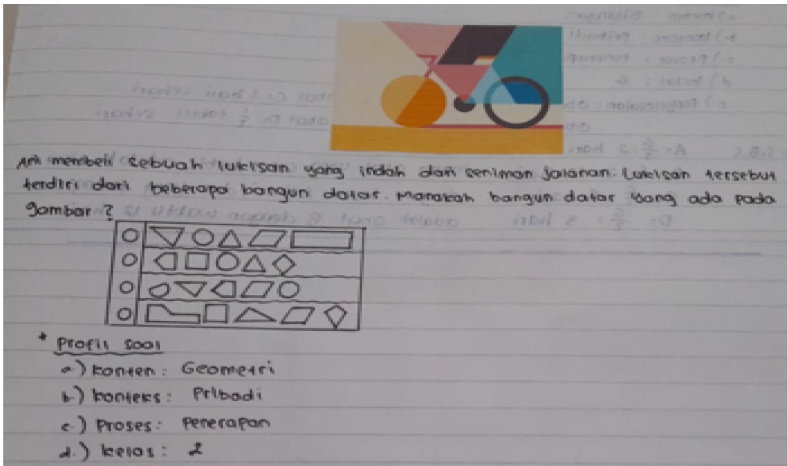 Ani membeli sebuah lukisan yang indah dari seniman jalanan. Lukisan tersebut
terdiri dari beberapa bangun datar. Manakah bangun datar yang ada pada
gambar ?
* Profil soal
a.) Konten : Geometri
b.) Konteks : Pribadi
c.) Proses : Penerapan
d.) Kelas : 2